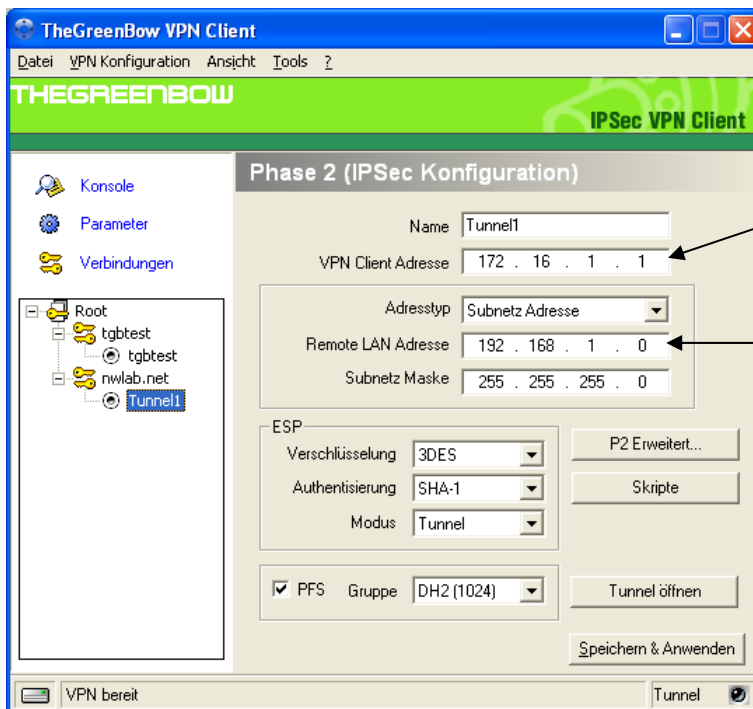 TheGreenBow VPN Client
Datei VPN Konfiguration Ansicht Tools ?
THEGREENBOW
IPSec VPN Client
Konsole
Parameter
Verbindungen
Root
tgbtest
tgbtest
nwlab.net
Tunnel1
Phase 2 (IPSec Konfiguration)
Name Tunnel1
VPN Client Adresse 172 . 16 . 1 . 1
Adresstyp Subnetz Adresse
Remote LAN Adresse 192 . 168 . 1 . 0
Subnetz Maske 255 . 255 . 255 . 0
ESP
Verschlüsselung 3DES
Authentisierung SHA-1
Modus Tunnel
P2 Erweitert...
Skripte
PFS Gruppe DH2 (1024)
Tunnel öffnen
Speichern & Anwenden
VPN bereit
Tunnel